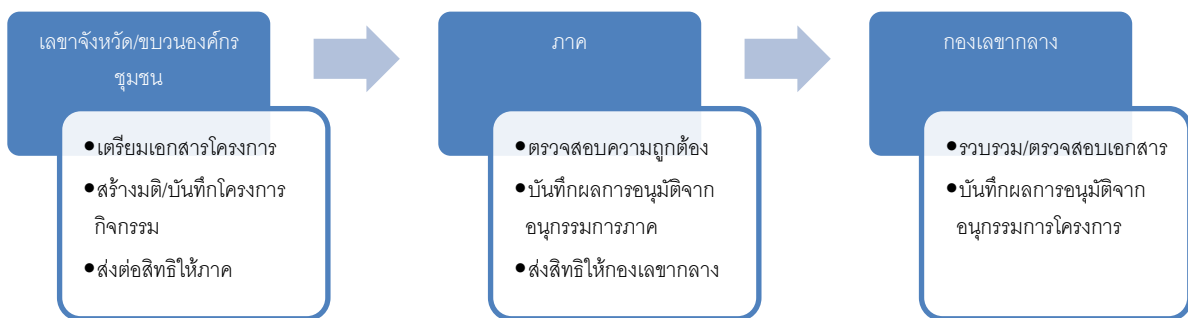 เลขาจังหวัด/ขบวนองค์กร
ชุมชน
●เตรียมเอกสารโครงการ
●สร้างมติ/บันทึกโครงการ
กิจกรรม
●ส่งต่อสิทธิให้ภาค
ภาค
●ตรวจสอบความถูกต้อง
●บันทึกผลการอนุมัติจาก
อนุกรรมการภาค
●ส่งสิทธิให้กองเลขากลาง
กองเลขากลาง
●รวบรวม/ตรวจสอบเอกสาร
●บันทึกผลการอนุมัติจาก
อนุกรรมการโครงการ